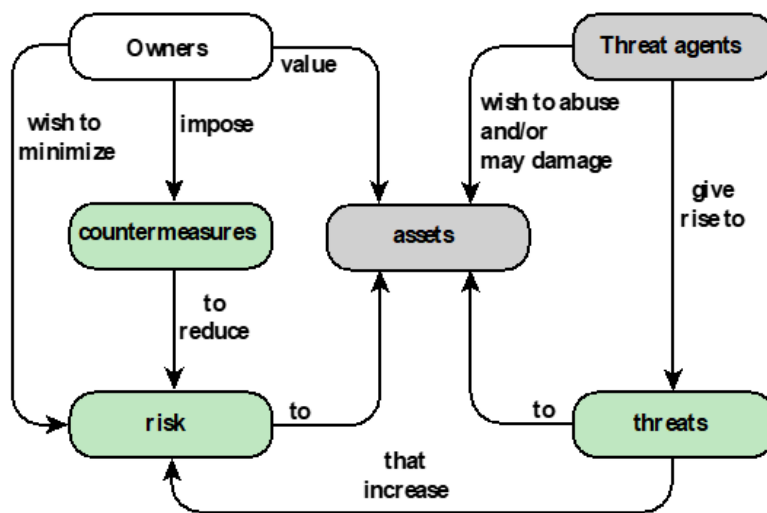 Owners
Threat agents
value
wish to
minimize
impose
wish to abuse
and/or
may damage
give
rise to
countermeasures
assets
to
reduce
risk
to
to
threats
that
increase